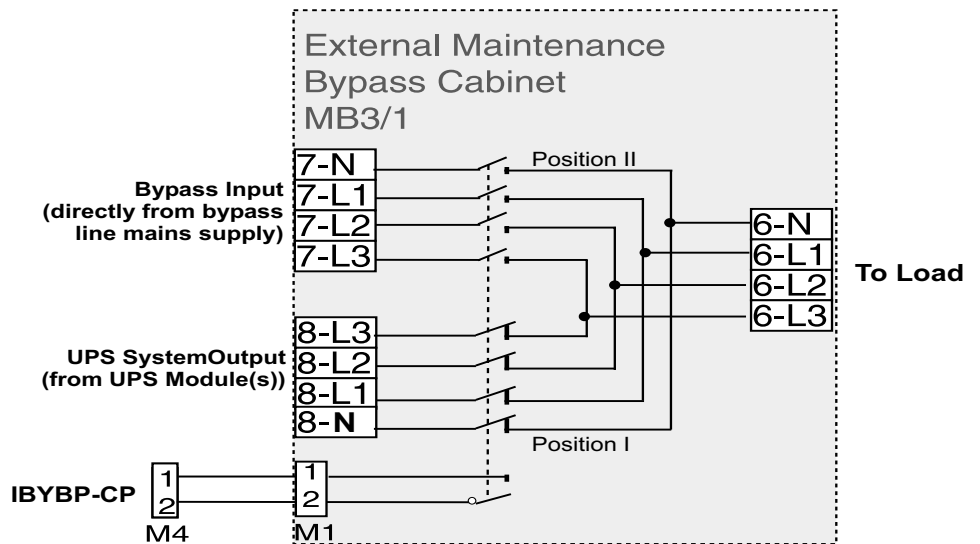 External Maintenance
Bypass Cabinet
MB3/1
Bypass Input
(directly from bypass
line mains supply)
7-N
7-L1
7-L2
7-L3
Position II
6-N
6-L1
6-L2
6-L3
To Load
UPS SystemOutput
(from UPS Module(s))
8-L3
8-L2
8-L1
8-N
Position I
IBYBP-CP
1
2
M4
1
2
M1